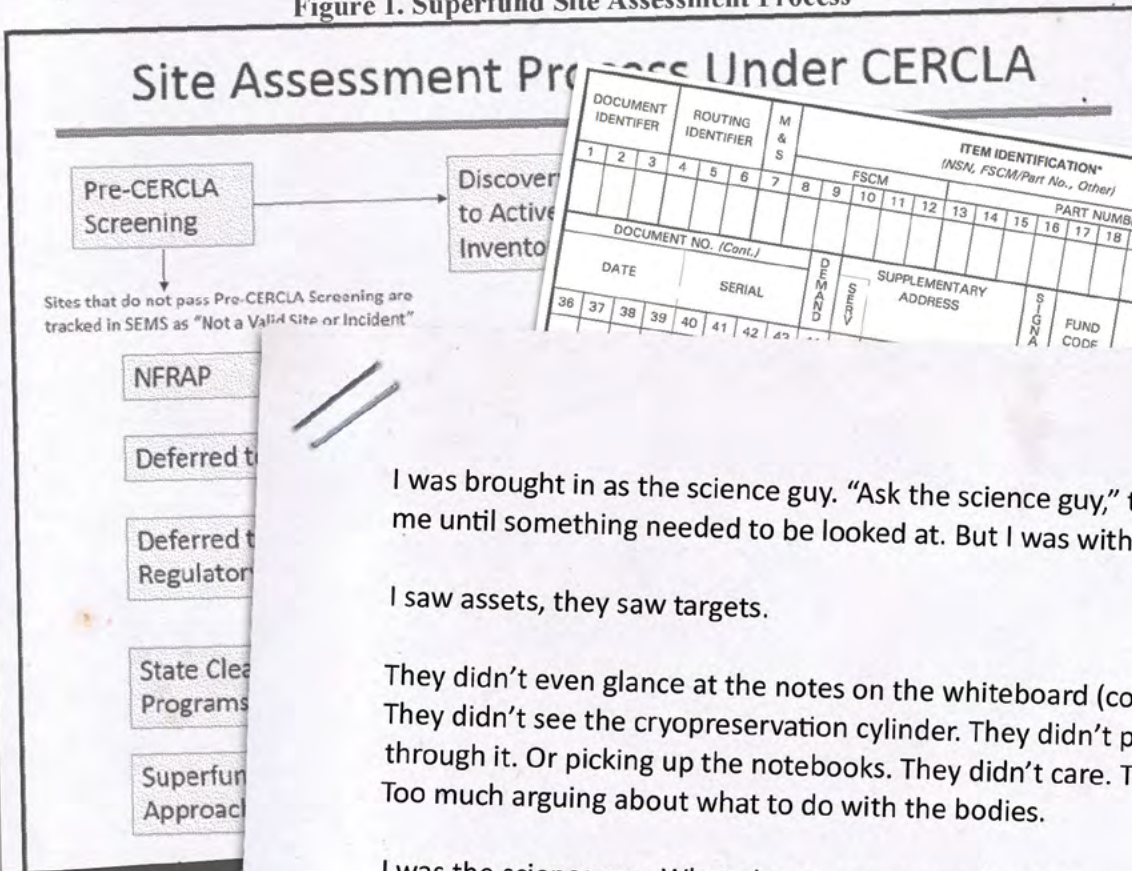 Figure 1. Superfund Site Assessment Process
Site Assessment Process Under CERCLA
Pre-CERCLA
Screening
Discover
to Active
Invento
Sites that do not pass Pre-CERCLA Screening are
tracked in SEMS as "Not a Valid Site or Incident"
NFRAP
Deferred t
Deferred t
Regulator
State Clea
Programs
Superfun
Approac
DOCUMENT
IDENTIFER
ROUTING
IDENTIFIER
M
&
S
ITEM IDENTIFICATION*
(NSN, FSCM/Part No., Other)
FSCM
PART NUMB
1 2 3 4 5 6 7 8 9 10 11 12 13 14 15 16 17 18
DOCUMENT NO. (Cont.)
DATE
SERIAL
DEMAND
SERV
SUPPLEMENTARY
ADDRESS
SIGNA
FUND
CODE
36 37 38 39 40 41 42 43
I was brought in as the science guy. “Ask the science guy,” t
me until something needed to be looked at. But I was with
I saw assets, they saw targets.
They didn’t even glance at the notes on the whiteboard (co
They didn’t see the cryopreservation cylinder. They didn’t p
through it. Or picking up the notebooks. They didn’t care. T
Too much arguing about what to do with the bodies.
I was the science